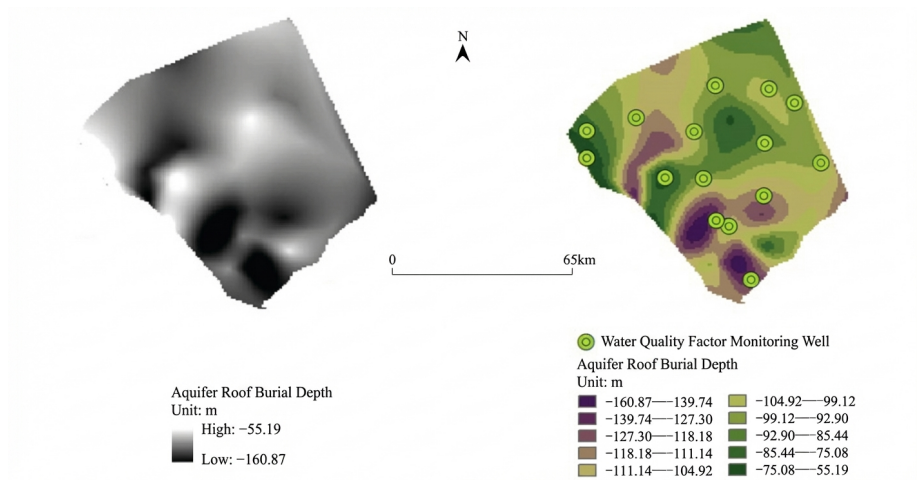 N
0 65km
Water Quality Factor Monitoring Well
Aquifer Roof Burial Depth
Unit: m
−160.87—−139.74
−139.74—−127.30
−127.30—−118.18
−118.18—−111.14
−111.14—−104.92
−104.92—−99.12
−99.12—−92.90
−92.90—−85.44
−85.44—−75.08
−75.08—−55.19
Aquifer Roof Burial Depth
Unit: m
High: −55.19
Low: −160.87